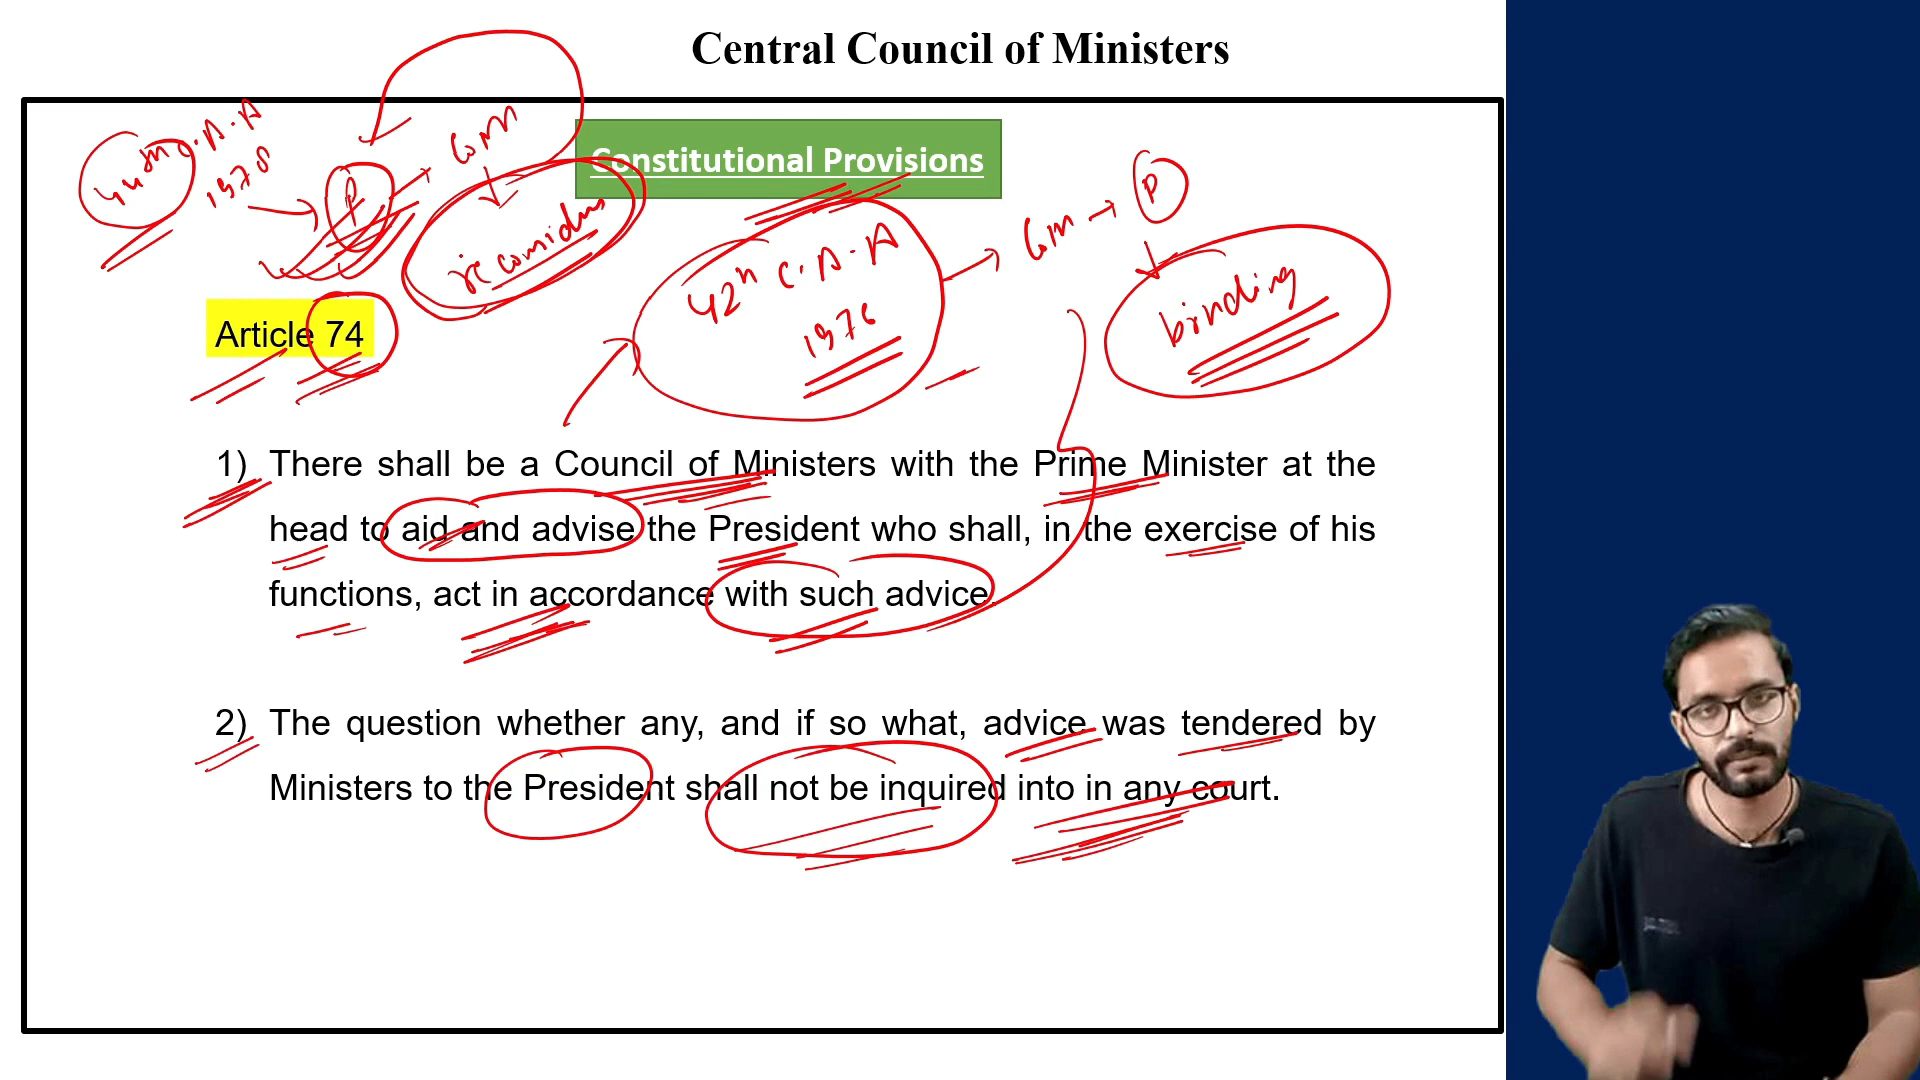 Central Council of Ministers
Constitutional Provisions
44th C.A.A
1978
P
COM
reconsider
42n C.A.A
1976
COM → P
binding
Article 74
1) There shall be a Council of Ministers with the Prime Minister at the
head to aid and advise the President who shall, in the exercise of his
functions, act in accordance with such advice.
2) The question whether any, and if so what, advice was tendered by
Ministers to the President shall not be inquired into in any court.